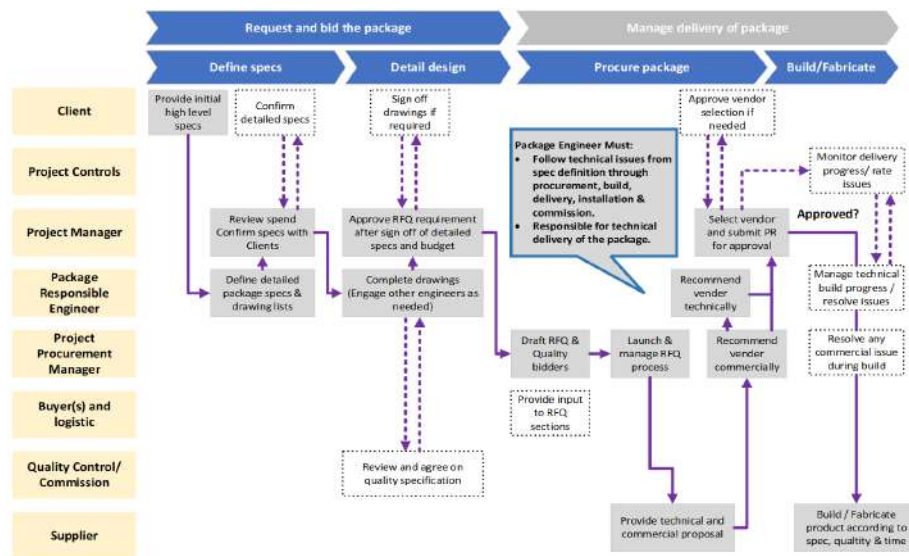 Request and bid the package
Manage delivery of package
Define specs
Detail design
Procure package
Build/Fabricate
Client
Provide initial
high level
specs
Confirm
detailed specs
Sign off
drawings if
required
Approve vendor
selection if
needed
Package Engineer Must:
• Follow technical issues from
spec definition through
procurement, build,
delivery, installation &
commission.
• Responsible for technical
delivery of the package.
Project Controls
Monitor delivery
progress/ rate
issues
Project Manager
Review spend
Confirm specs with
Clients
Approve RFQ requirement
after sign off of detailed
specs and budget
Select vendor
and submit PR
for approval
Approved?
Package
Responsible
Engineer
Define detailed
package specs &
drawing lists
Complete drawings
(Engage other engineers as
needed)
Recommend
vender
technically
Manage technical
build progress /
resolve issues
Project
Procurement
Manager
Draft RFQ &
Quality
bidders
Launch &
manage RFQ
process
Recommend
vender
commercially
Resolve any
commercial issue
during build
Buyer(s) and
logistic
Provide input
to RFQ
sections
Quality Control/
Commission
Review and agree on
quality specification
Supplier
Provide technical and
commercial proposal
Build / Fabricate
product according to
spec, qualtity & time